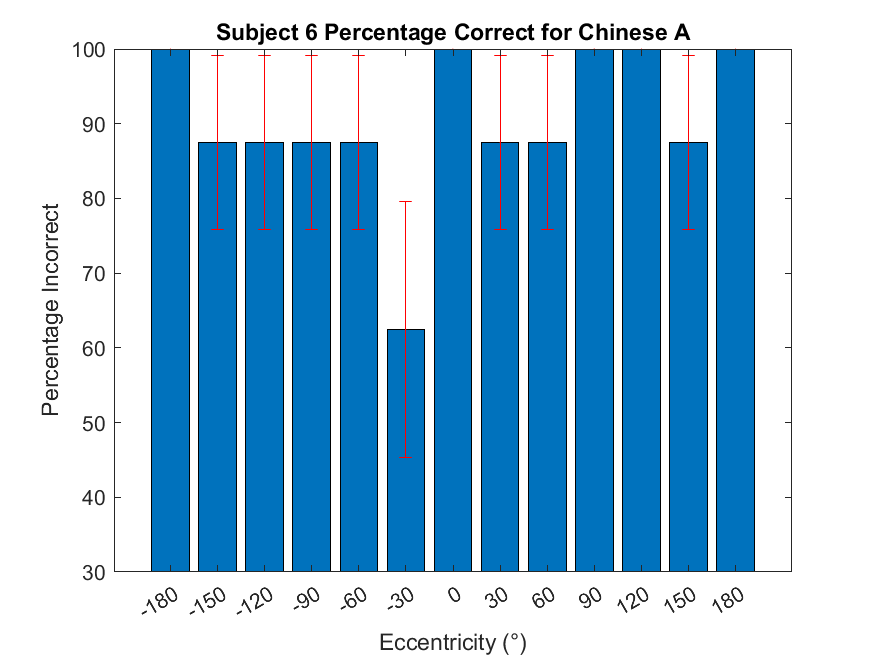 Subject 6 Percentage Correct for Chinese A
100
90
80
70
60
50
40
30
Percentage Incorrect
-180 -150 -120 -90 -60 -30 0 30 60 90 120 150 180
Eccentricity (°)